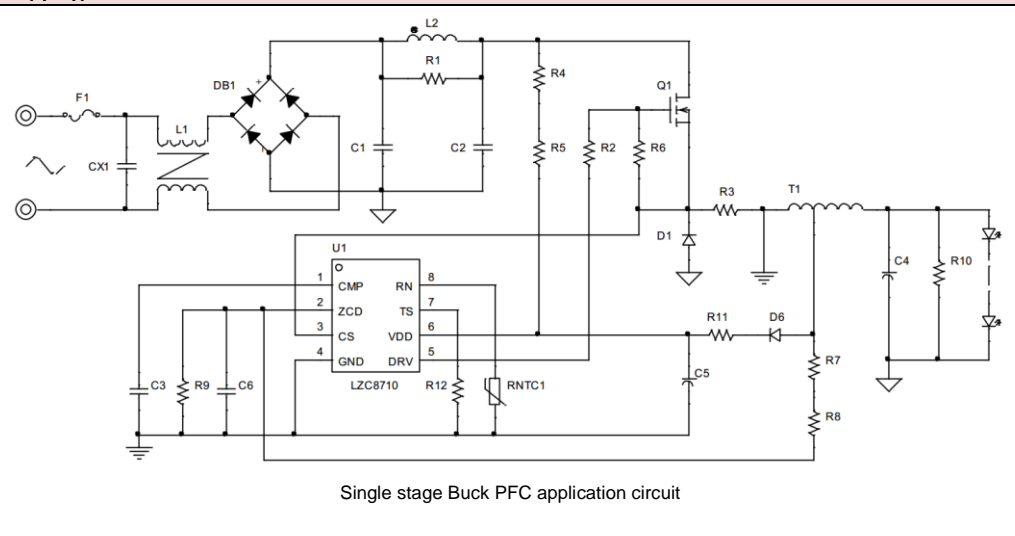 L2
R1
DB1
+
R4
Q1
F1
L1
CX1
C1
C2
R5
R2
R6
R3
T1
D1
U1
C4
R10
1
CMP
RN
8
2
ZCD
TS
7
3
CS
VDD
6
4
GND
DRV
5
LZC8710
R11
D6
R7
C3
R9
C6
R12
RNTC1
C5
R8
Single stage Buck PFC application circuit